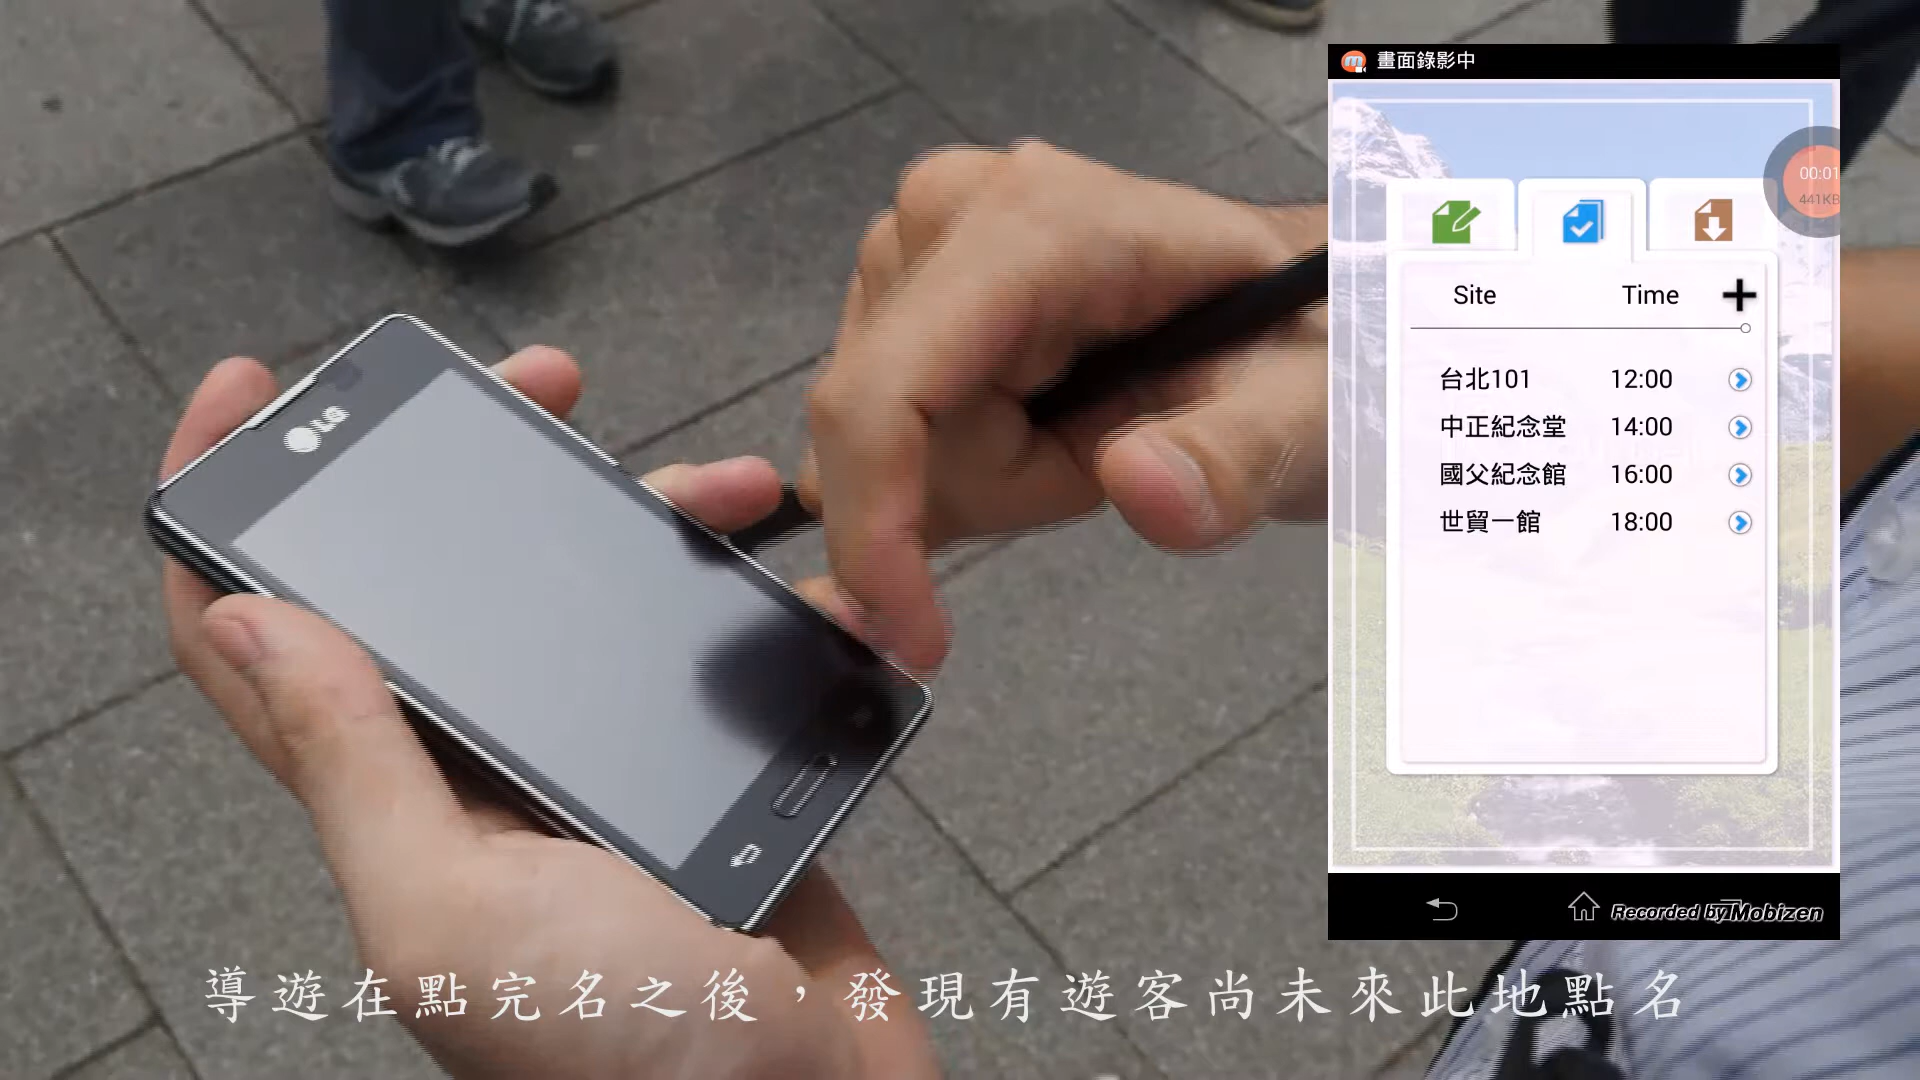 畫面錄影中
00:01
441KB
Site Time
台北101 12:00
中正紀念堂 14:00
國父紀念館 16:00
世貿一館 18:00
LG
Recorded by Mobizen
導遊在點完名之後，發現有遊客尚未來此地點名